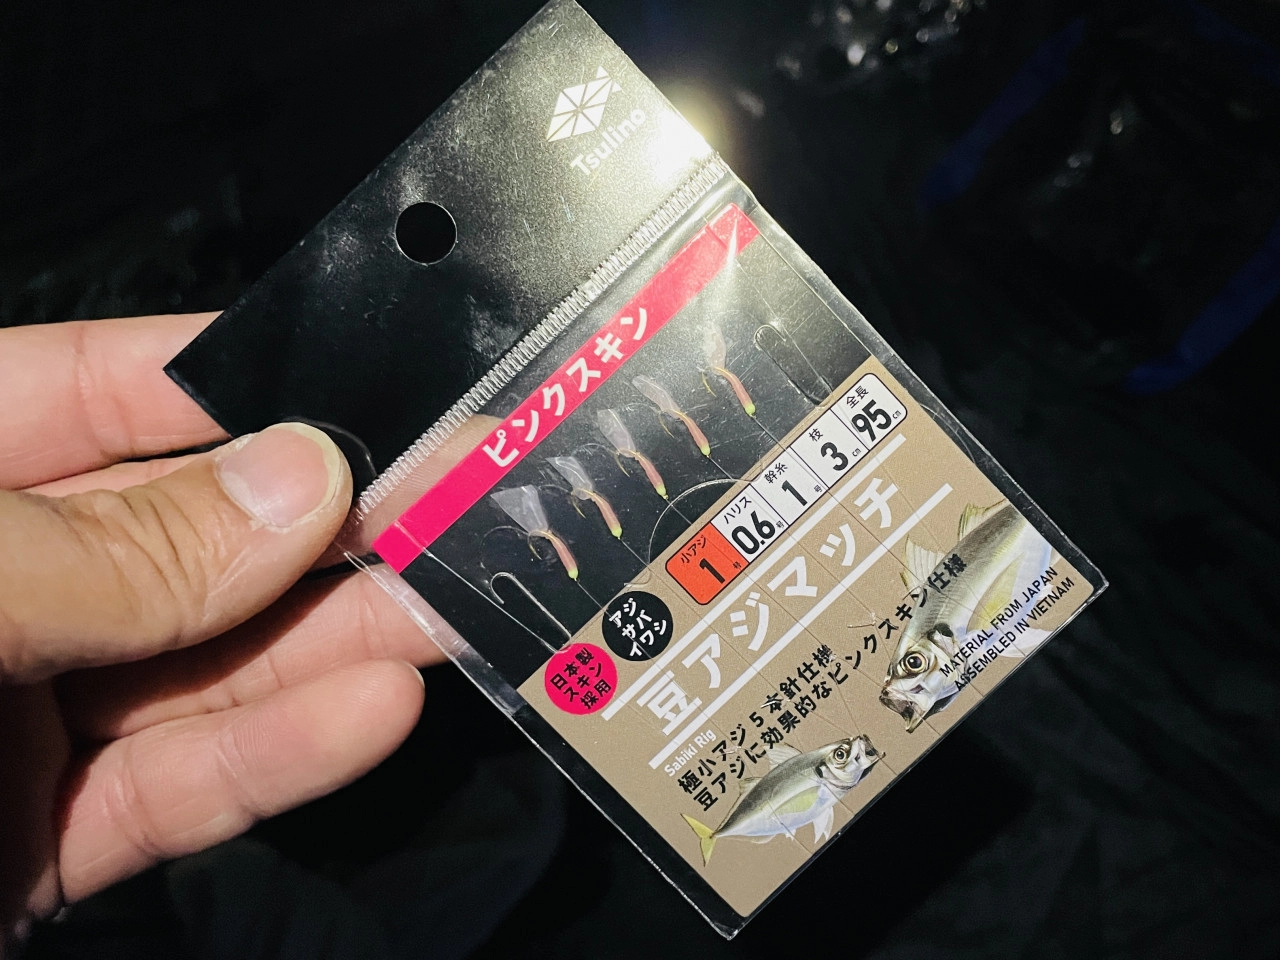 Tsulino
ピンクスキン
小アジ
1号
ハリス
0.6号
幹糸
1号
枝
3cm
全長
95cm
アジ
サバ
イワシ
日本製
スキン
採用
豆アジマッチ
Sabiki Rig
極小アジ5本針仕様
豆アジに効果的なピンクスキン仕様
MATERIAL FROM JAPAN
ASSEMBLED IN VIETNAM